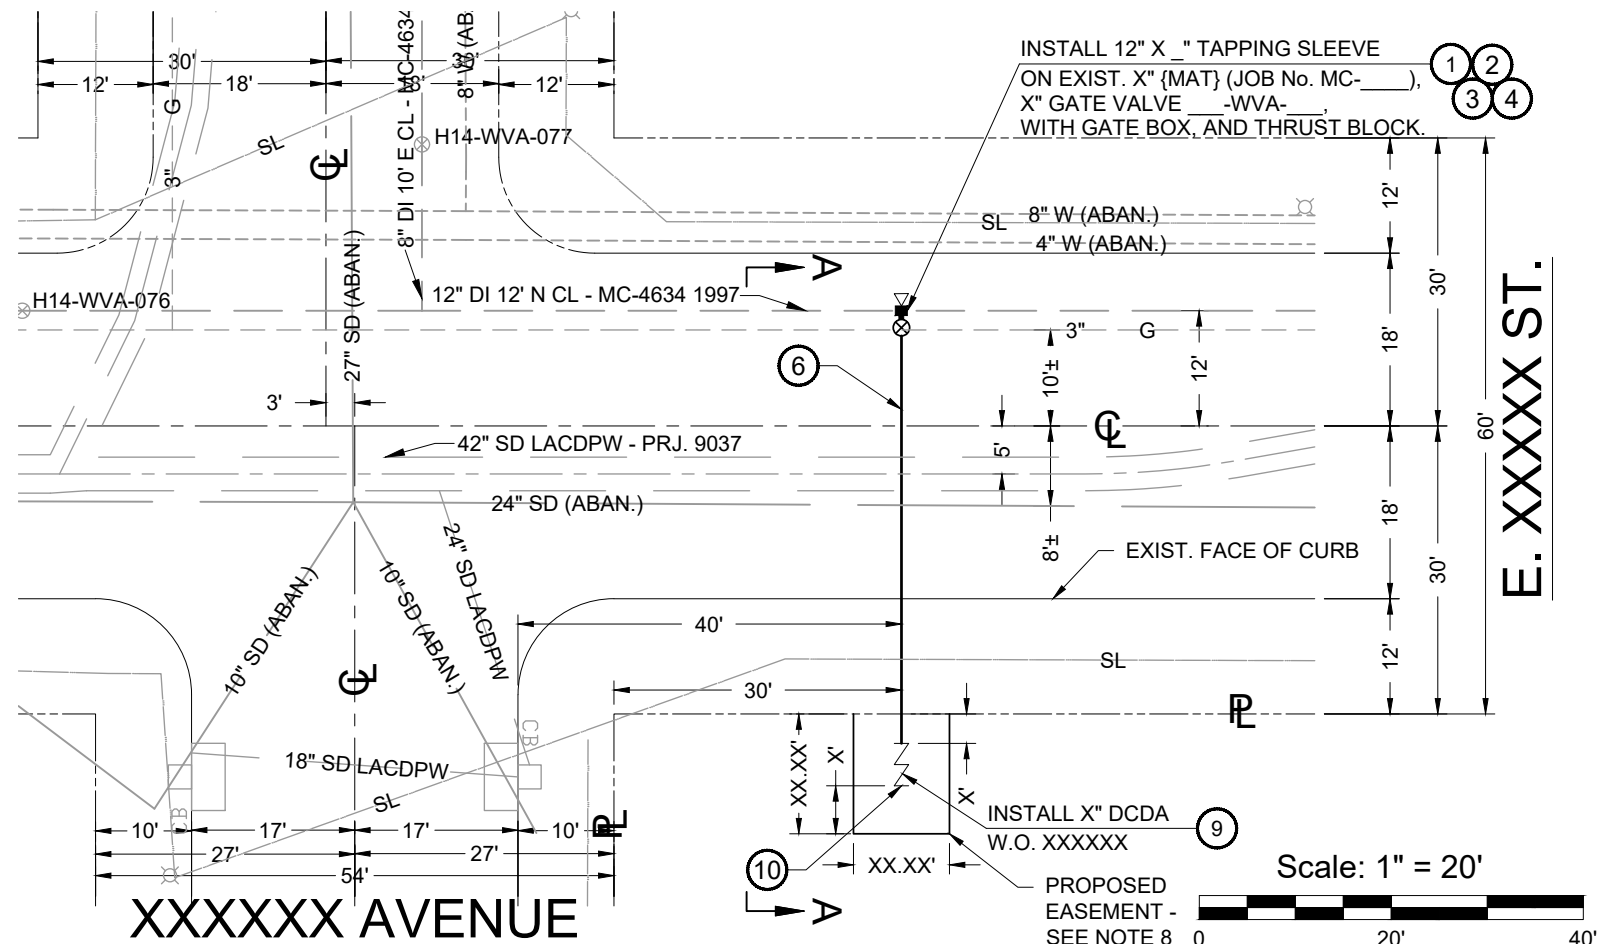 INSTALL 12" X _" TAPPING SLEEVE
ON EXIST. X" {MAT} (JOB No. MC-____),
X" GATE VALVE ___-WVA-___,
WITH GATE BOX, AND THRUST BLOCK.
1
2
3
4
30'
12'
18'
12'
G
3"
SL
CL
H14-WVA-077
8" DI 10' E CL - MC-4634
27" SD (ABAN.)
SL
8" W (ABAN.)
4" W (ABAN.)
A
H14-WVA-076
12" DI 12' N CL - MC-4634 1997
3"
G
6
10'±
12'
3'
CL
5'
42" SD LACDPW - PRJ. 9037
24" SD (ABAN.)
8'±
EXIST. FACE OF CURB
10" SD (ABAN.)
10" SD (ABAN.)
24" SD LACDPW
40'
SL
30'
CL
PL
12'
18'
18'
12'
30'
30'
60'
E. XXXXX ST.
CB
18" SD LACDPW
SL
CB
XX.XX'
X'
X'
INSTALL X" DCDA
W.O. XXXXXX
9
10'
17'
17'
10'
PL
27'
27'
54'
10
XX.XX'
PROPOSED
EASEMENT -
SEE NOTE 8
A
XXXXXX AVENUE
Scale: 1" = 20'
0
20'
40'